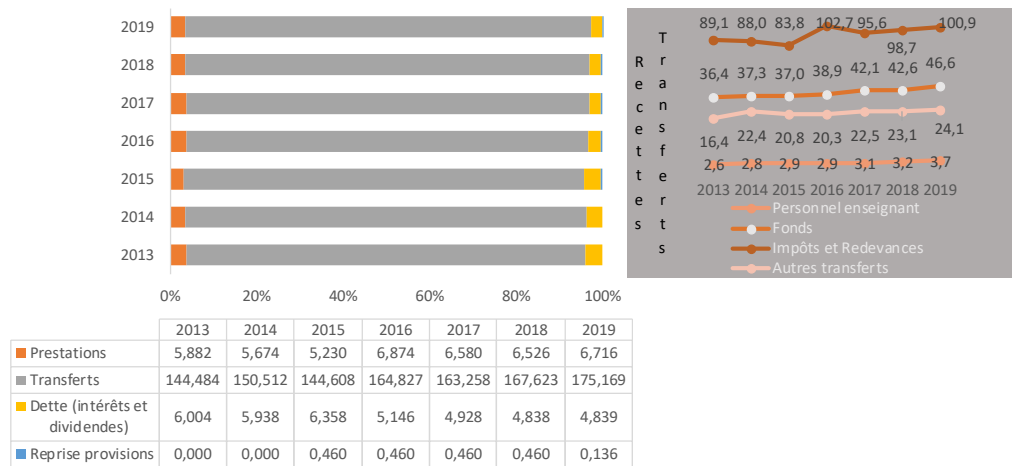 2019
2018
2017
2016
2015
2014
2013
0% 20% 40% 60% 80% 100%
Recettes
Transferts
89,1 88,0 83,8 102,7 95,6 98,7 100,9
36,4 37,3 37,0 38,9 42,1 42,6 46,6
16,4 22,4 20,8 20,3 22,5 23,1 24,1
2,6 2,8 2,9 2,9 3,1 3,2 3,7
2013 2014 2015 2016 2017 2018 2019
Personnel enseignant
Fonds
Impôts et Redevances
Autres transferts
2013 2014 2015 2016 2017 2018 2019
Prestations 5,882 5,674 5,230 6,874 6,580 6,526 6,716
Transferts 144,484 150,512 144,608 164,827 163,258 167,623 175,169
Dette (intérêts et
dividendes) 6,004 5,938 6,358 5,146 4,928 4,838 4,839
Reprise provisions 0,000 0,000 0,460 0,460 0,460 0,460 0,136